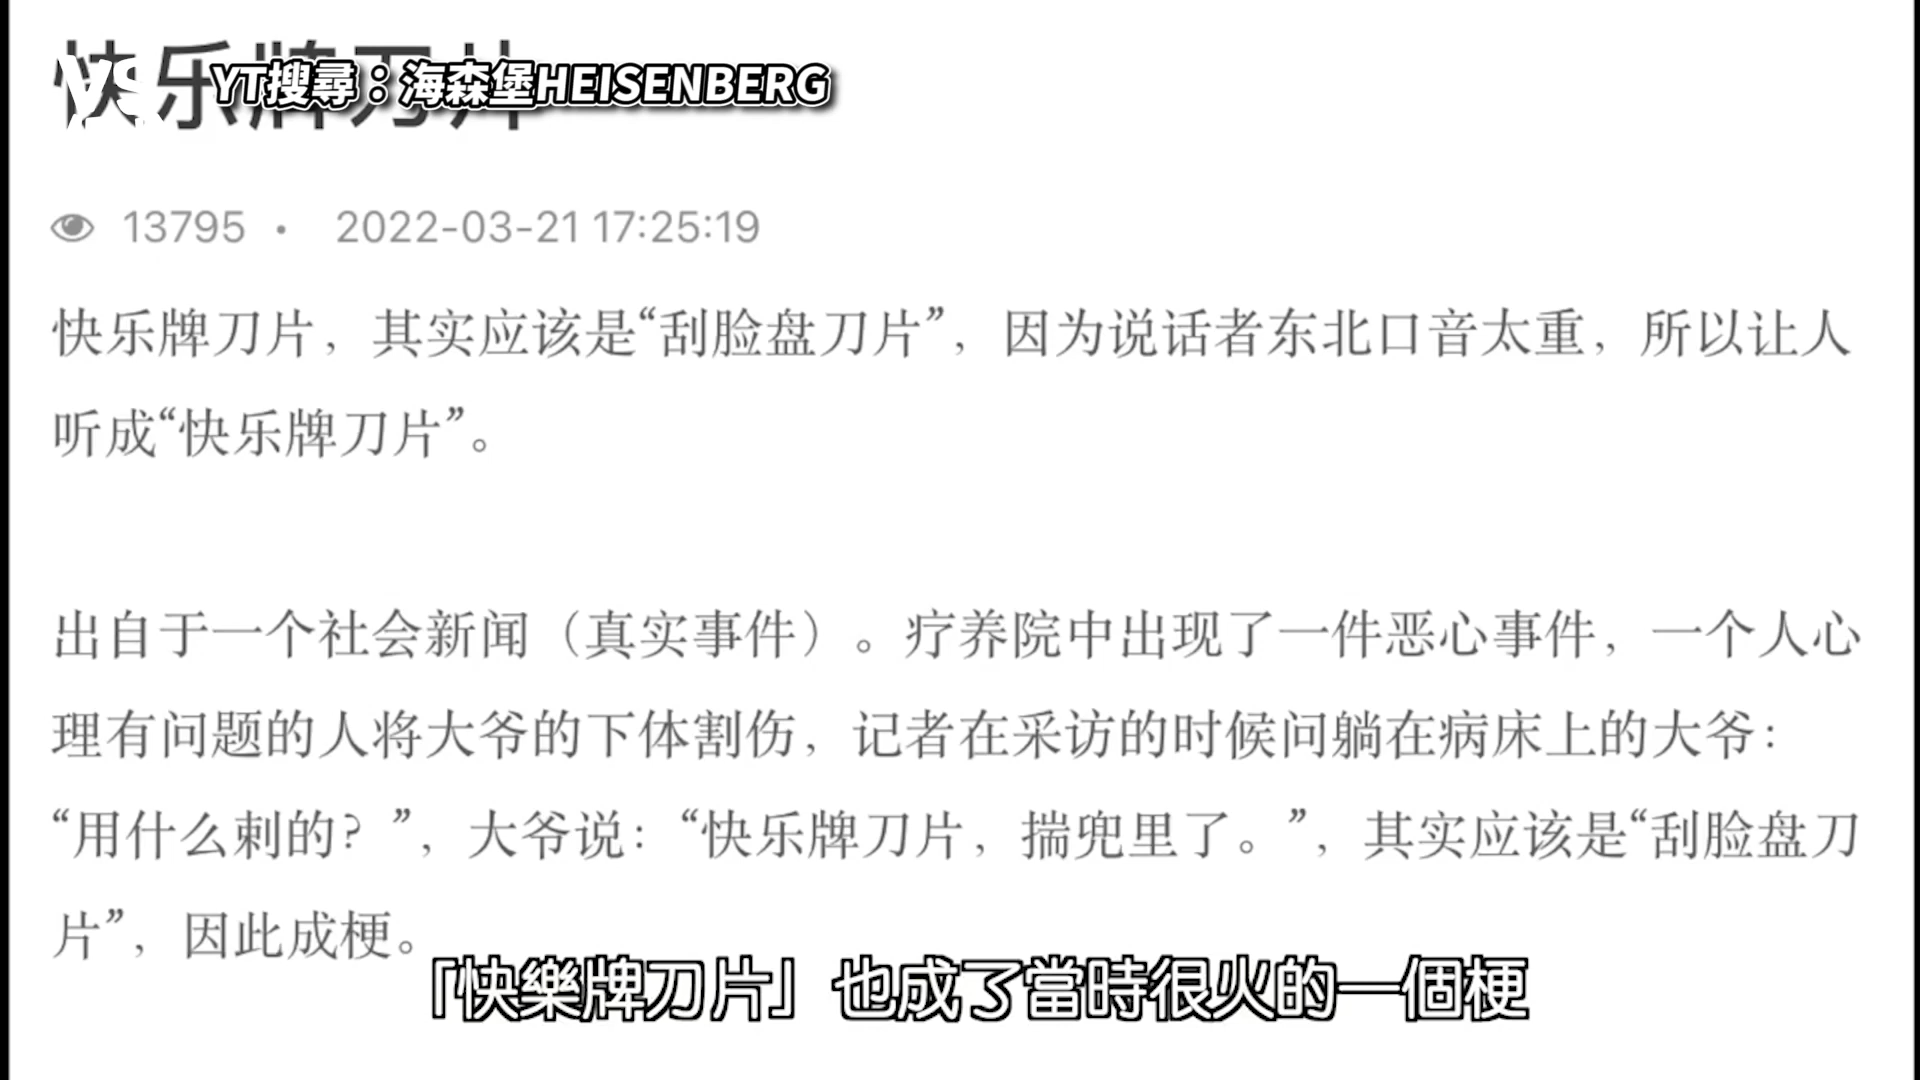 快乐牌刀片
YT搜尋：海森堡HEISENBERG
13795 · 2022-03-21 17:25:19
快乐牌刀片，其实应该是“刮脸盘刀片”，因为说话者东北口音太重，所以让人
听成“快乐牌刀片”。
出自于一个社会新闻（真实事件）。疗养院中出现了一件恶心事件，一个人心
理有问题的人将大爷的下体割伤，记者在采访的时候问躺在病床上的大爷：
“用什么剌的？”，大爷说：“快乐牌刀片，揣兜里了。”，其实应该是“刮脸盘刀
片”，因此成梗。
「快樂牌刀片」也成了當時很火的一個梗